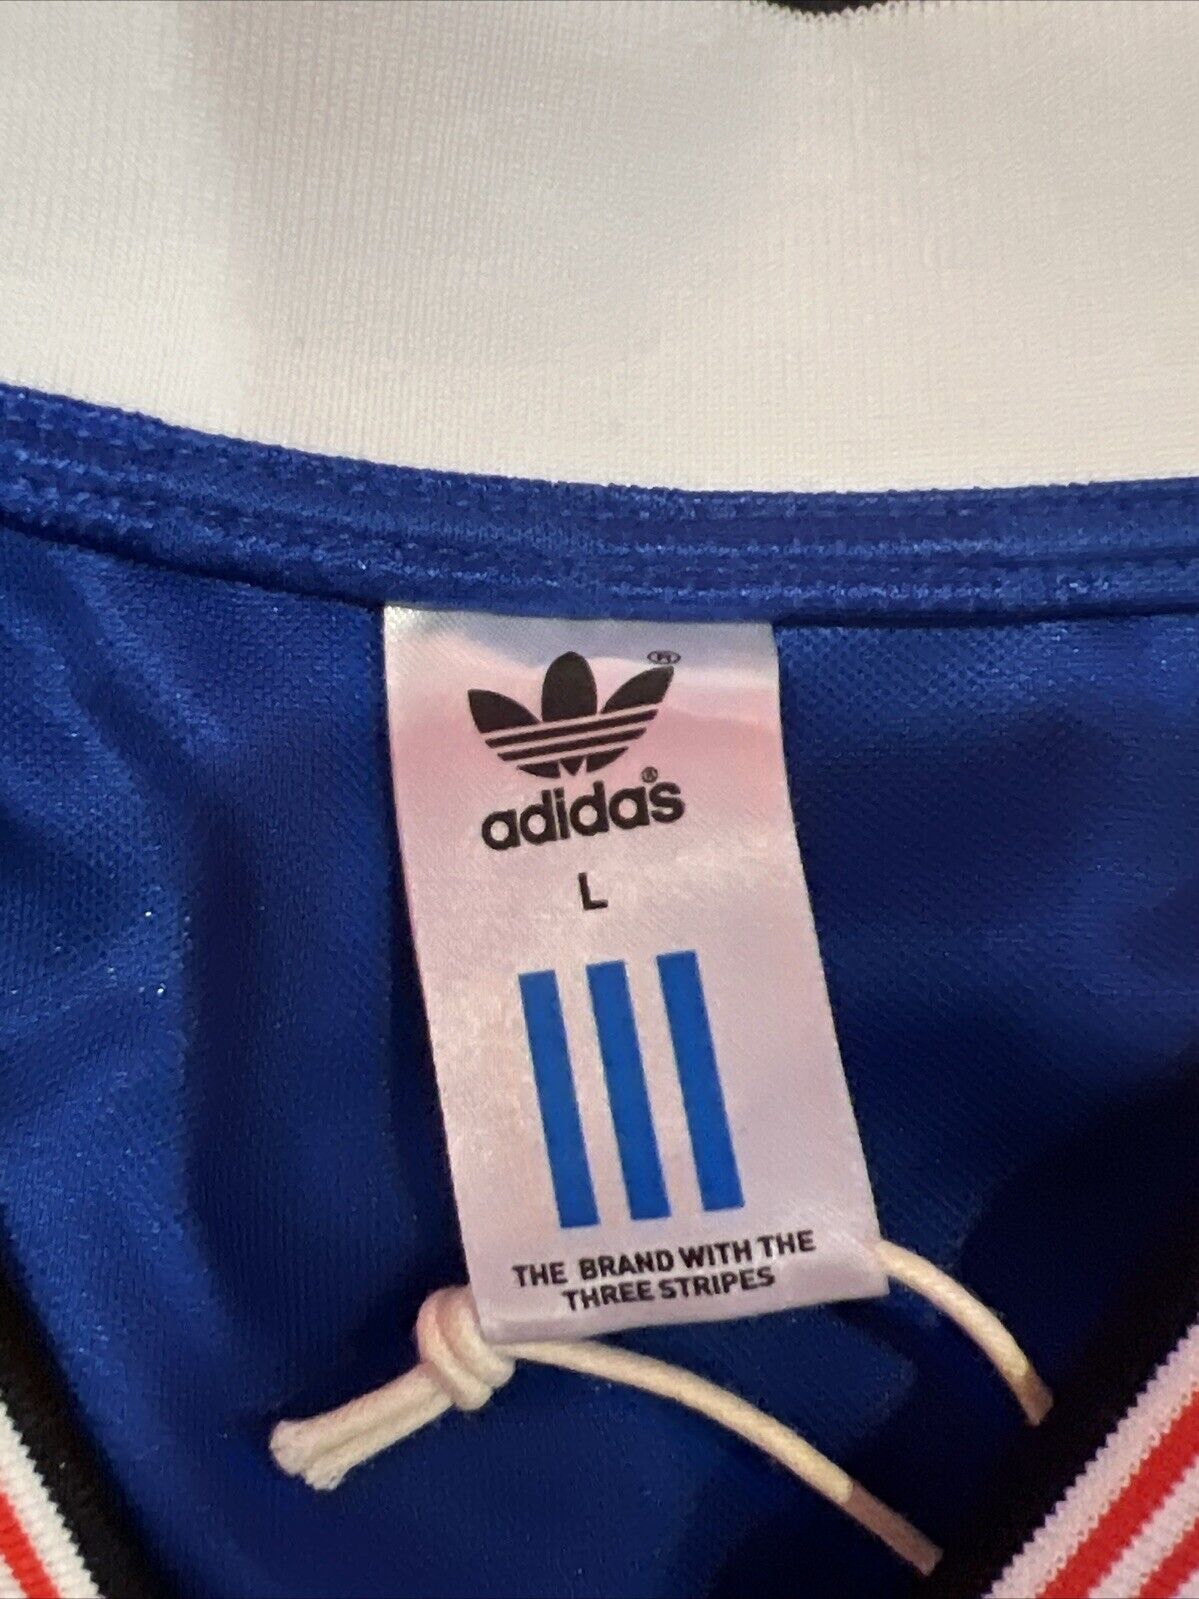 ®
adidas®
L
THE BRAND WITH THE
THREE STRIPES